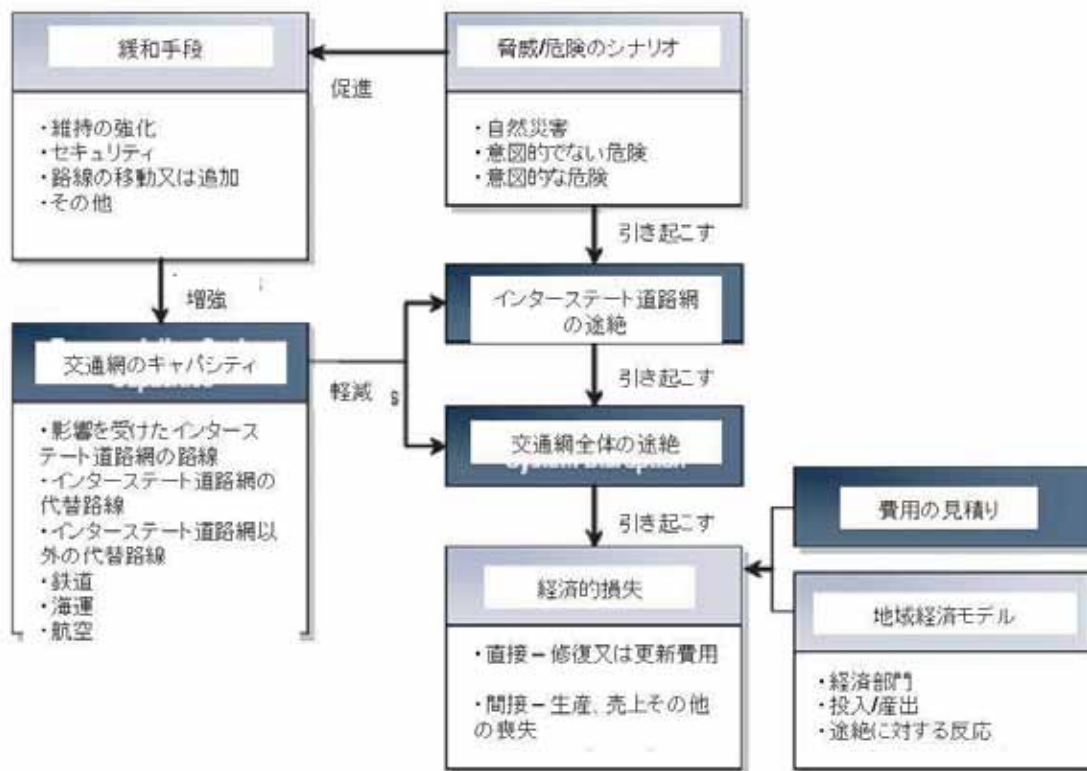 緩和手段
・維持の強化
・セキュリティ
・路線の移動又は追加
・その他
促進
脅威/危険のシナリオ
・自然災害
・意図的でない危険
・意図的な危険
引き起こす
増強
インターステート道路網
の途絶
交通網のキャパシティ
軽減
s
引き起こす
・影響を受けたインタース
テート道路網の路線
・インターステート道路網の
代替路線
・インターステート道路網以
外の代替路線
・鉄道
・海運
・航空
交通網全体の途絶
引き起こす
費用の見積り
経済的損失
・直接－修復又は更新費用
・間接－生産、売上その他
の喪失
地域経済モデル
・経済部門
・投入/産出
・途絶に対する反応